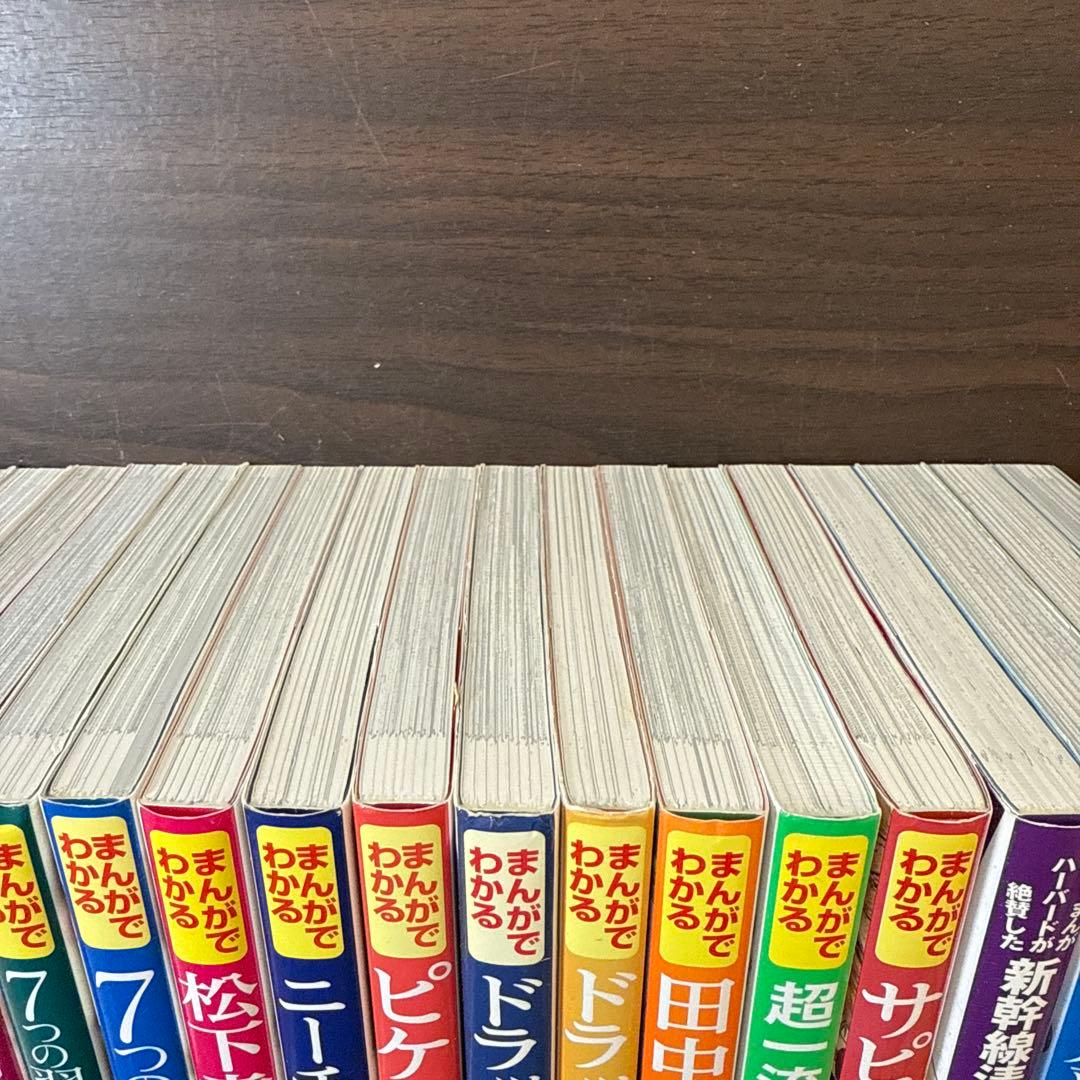 まんがで
7つの習
まんがで
わかる
7つの
まんがで
わかる
松下
まんがで
わかる
ニー
まんがで
わかる
ピケ
まんがで
わかる
ドラッ
まんがで
わかる
ドラッ
まんがで
わかる
田中
まんがで
わかる
超一流
まんがで
わかる
サピ
まんが
ハーバードが
絶賛した
新幹線清